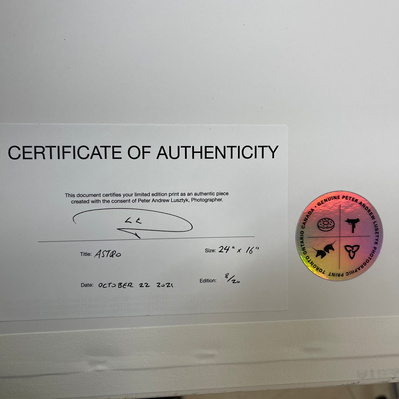 CERTIFICATE OF AUTHENTICITY
This document certifies your limited edition print as an authentic piece
created with the consent of Peter Andrew Lusztyk, Photographer.
Title: ASTRO
Size: 24" x 16"
Date: OCTOBER 22 2021
Edition: 8/20
GENUINE PETER ANDREW LUSZTYK PHOTOGRAPHIC PRINT TORONTO ONTARIO CANADA